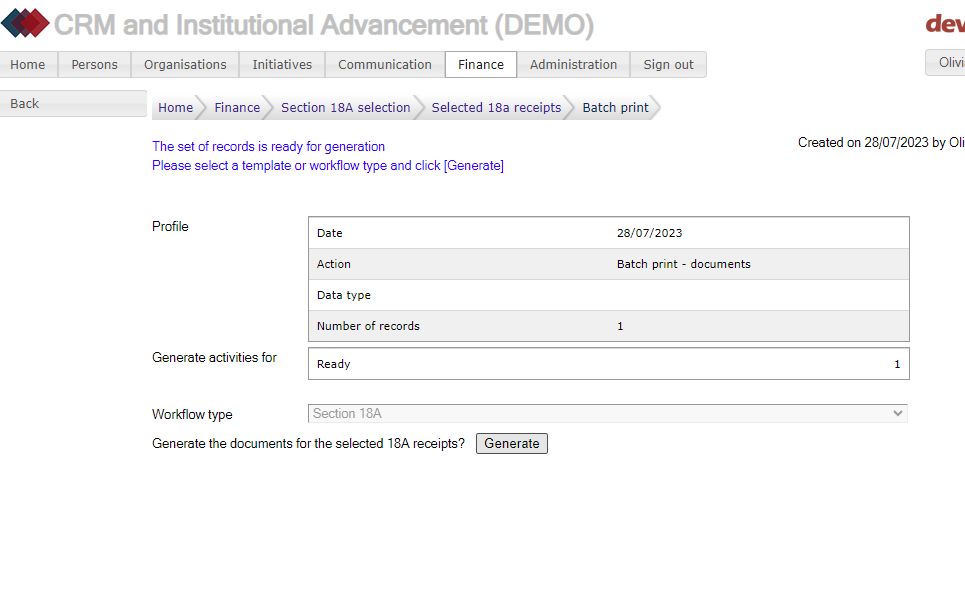 CRM and Institutional Advancement (DEMO)
Home Persons Organisations Initiatives Communication Finance Administration Sign out
Back
Home Finance Section 18A selection Selected 18a receipts Batch print
The set of records is ready for generation
Please select a template or workflow type and click [Generate]
Created on 28/07/2023 by
Profile
Date 28/07/2023
Action Batch print - documents
Data type
Number of records 1
Generate activities for
Ready 1
Workflow type Section 18A
Generate the documents for the selected 18A receipts? Generate